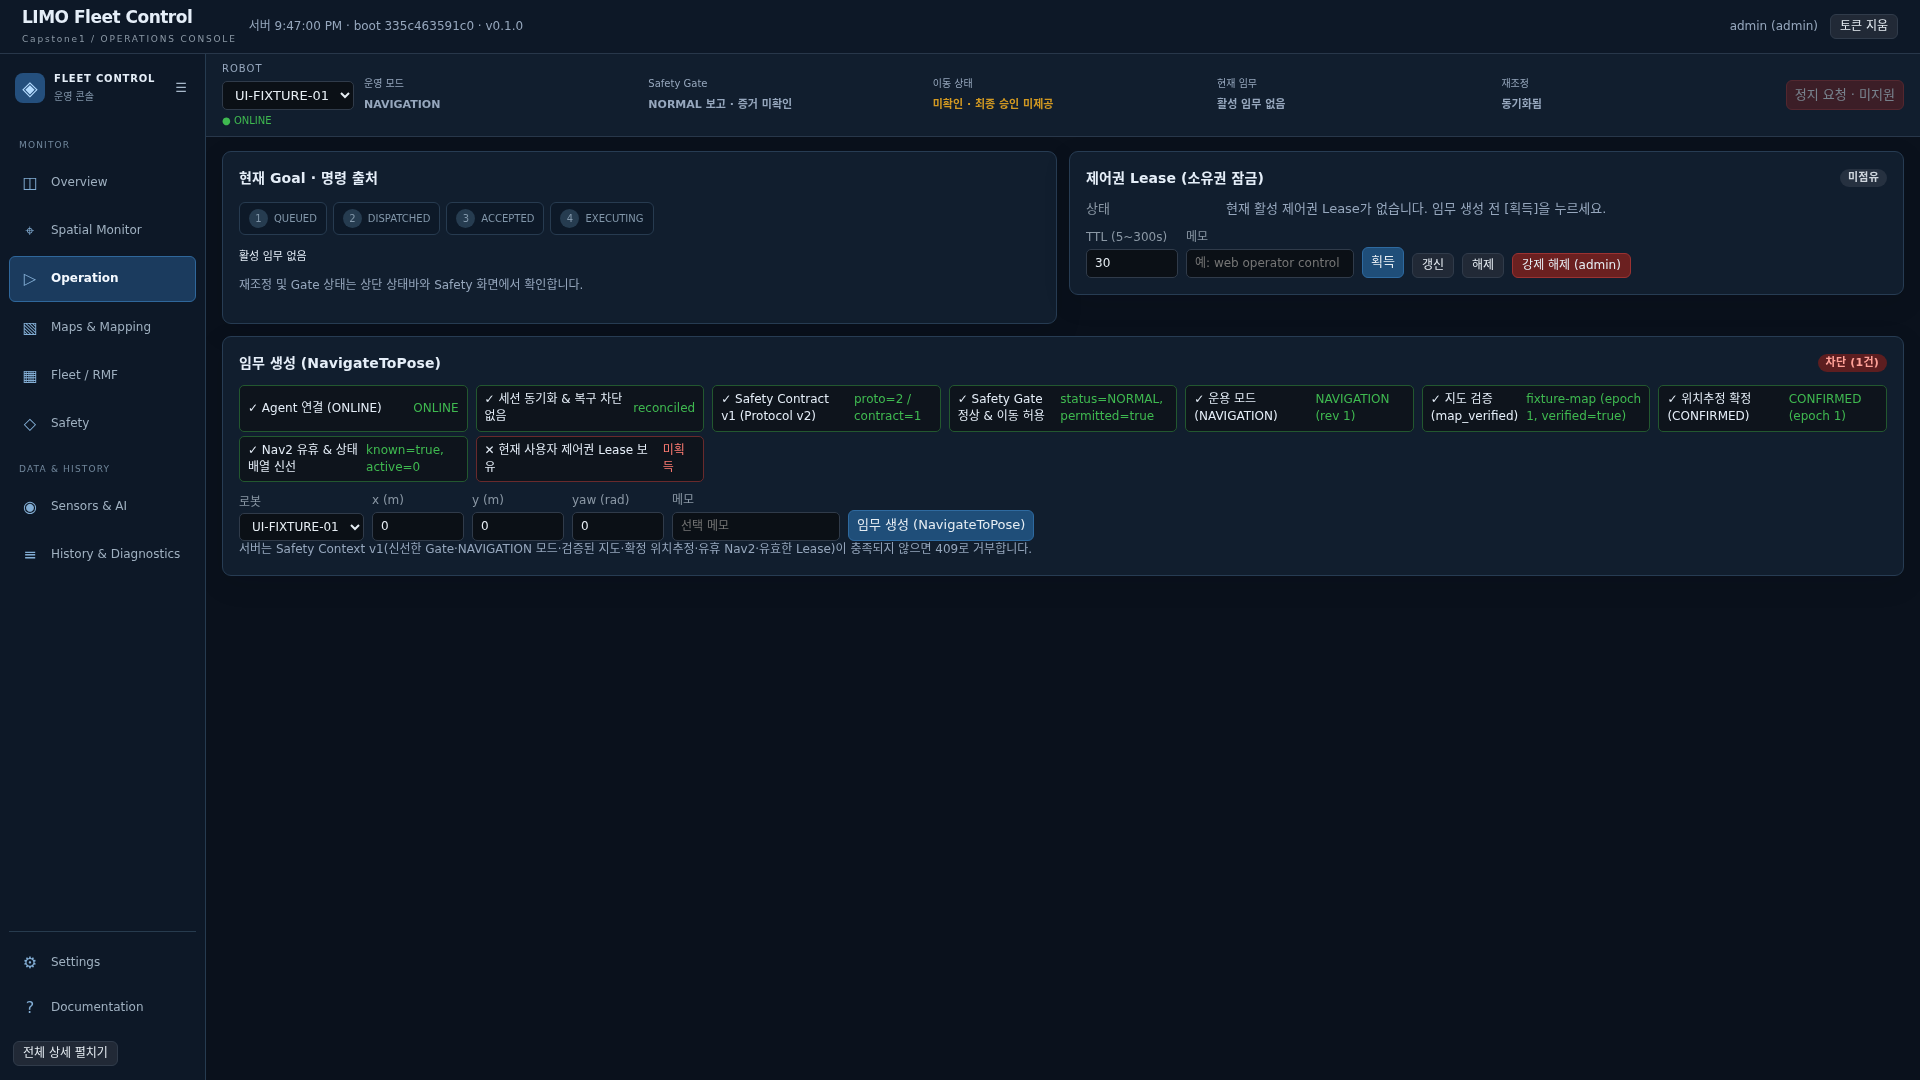 LIMO Fleet Control
Capstone1 / OPERATIONS CONSOLE
서버 9:47:00 PM · boot 335c463591c0 · v0.1.0
admin (admin)
토큰 지움
FLEET CONTROL
운영 콘솔
MONITOR
Overview
Spatial Monitor
Operation
Maps & Mapping
Fleet / RMF
Safety
DATA & HISTORY
Sensors & AI
History & Diagnostics
Settings
? Documentation
전체 상세 펼치기
ROBOT
UI-FIXTURE-01
● ONLINE
운영 모드
NAVIGATION
Safety Gate
NORMAL 보고 · 증거 미확인
이동 상태
미확인 · 최종 승인 미제공
현재 임무
활성 임무 없음
재조정
동기화됨
정지 요청 · 미지원
현재 Goal · 명령 출처
1 QUEUED
2 DISPATCHED
3 ACCEPTED
4 EXECUTING
활성 임무 없음
재조정 및 Gate 상태는 상단 상태바와 Safety 화면에서 확인합니다.
제어권 Lease (소유권 잠금)
미점유
상태
현재 활성 제어권 Lease가 없습니다. 임무 생성 전 [획득]을 누르세요.
TTL (5~300s)
30
메모
예: web operator control
획득
갱신
해제
강제 해제 (admin)
임무 생성 (NavigateToPose)
차단 (1건)
✓ Agent 연결 (ONLINE)
ONLINE
✓ 세션 동기화 & 복구 차단
없음
reconciled
✓ Safety Contract
v1 (Protocol v2)
proto=2 /
contract=1
✓ Safety Gate
정상 & 이동 허용
status=NORMAL,
permitted=true
✓ 운용 모드
(NAVIGATION)
NAVIGATION
(rev 1)
✓ 지도 검증
(map_verified)
fixture-map (epoch
1, verified=true)
✓ 위치추정 확정
(CONFIRMED)
CONFIRMED
(epoch 1)
✓ Nav2 유휴 & 상태
배열 신선
known=true,
active=0
✕ 현재 사용자 제어권 Lease 보
유
미획
득
로봇
UI-FIXTURE-01
x (m)
0
y (m)
0
yaw (rad)
0
메모
선택 메모
임무 생성 (NavigateToPose)
서버는 Safety Context v1(신선한 Gate·NAVIGATION 모드·검증된 지도·확정 위치추정·유휴 Nav2·유효한 Lease)이 충족되지 않으면 409로 거부합니다.